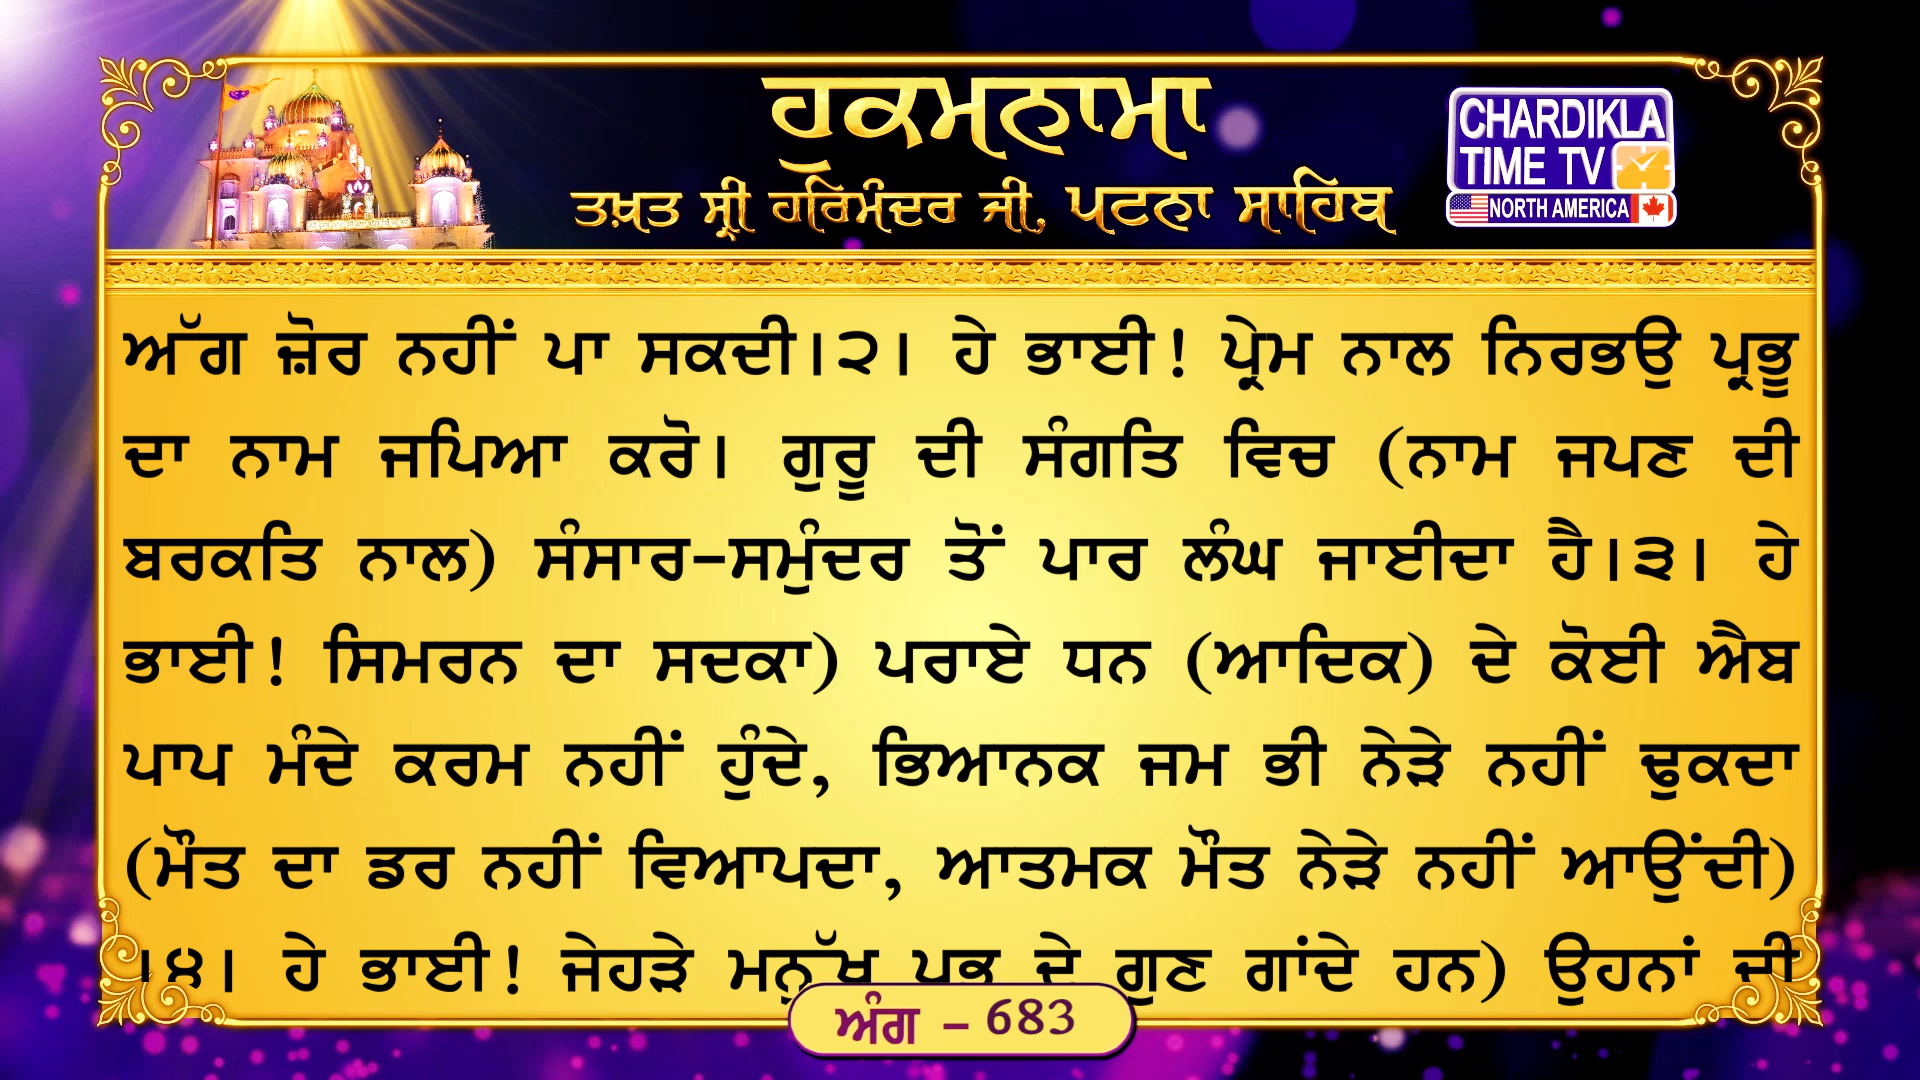 ਹੁਕਮਨਾਮਾ
ਤਖ਼ਤ ਸ੍ਰੀ ਹਰਿਮੰਦਰ ਜੀ, ਪਟਨਾ ਸਾਹਿਬ
CHARDIKLA
TIME TV
NORTH AMERICA
ਅੱਗ ਜ਼ੋਰ ਨਹੀਂ ਪਾ ਸਕਦੀ।੨। ਹੇ ਭਾਈ! ਪ੍ਰੇਮ ਨਾਲ ਨਿਰਭਉ ਪ੍ਰਭੂ
ਦਾ ਨਾਮ ਜਪਿਆ ਕਰੋ। ਗੁਰੂ ਦੀ ਸੰਗਤਿ ਵਿਚ (ਨਾਮ ਜਪਣ ਦੀ
ਬਰਕਤਿ ਨਾਲ) ਸੰਸਾਰ-ਸਮੁੰਦਰ ਤੋਂ ਪਾਰ ਲੰਘ ਜਾਈਦਾ ਹੈ।੩। ਹੇ
ਭਾਈ! ਸਿਮਰਨ ਦਾ ਸਦਕਾ) ਪਰਾਏ ਧਨ (ਆਦਿਕ) ਦੇ ਕੋਈ ਐਬ
ਪਾਪ ਮੰਦੇ ਕਰਮ ਨਹੀਂ ਹੁੰਦੇ, ਭਿਆਨਕ ਜਮ ਭੀ ਨੇੜੇ ਨਹੀਂ ਢੁਕਦਾ
(ਮੌਤ ਦਾ ਡਰ ਨਹੀਂ ਵਿਆਪਦਾ, ਆਤਮਕ ਮੌਤ ਨੇੜੇ ਨਹੀਂ ਆਉਂਦੀ)
।੪। ਹੇ ਭਾਈ! ਜੇਹੜੇ ਮਨੁੱਖ ਪ੍ਰਭੂ ਦੇ ਗੁਣ ਗਾਂਦੇ ਹਨ) ਉਹਨਾਂ ਦੀ
ਅੰਗ - 683